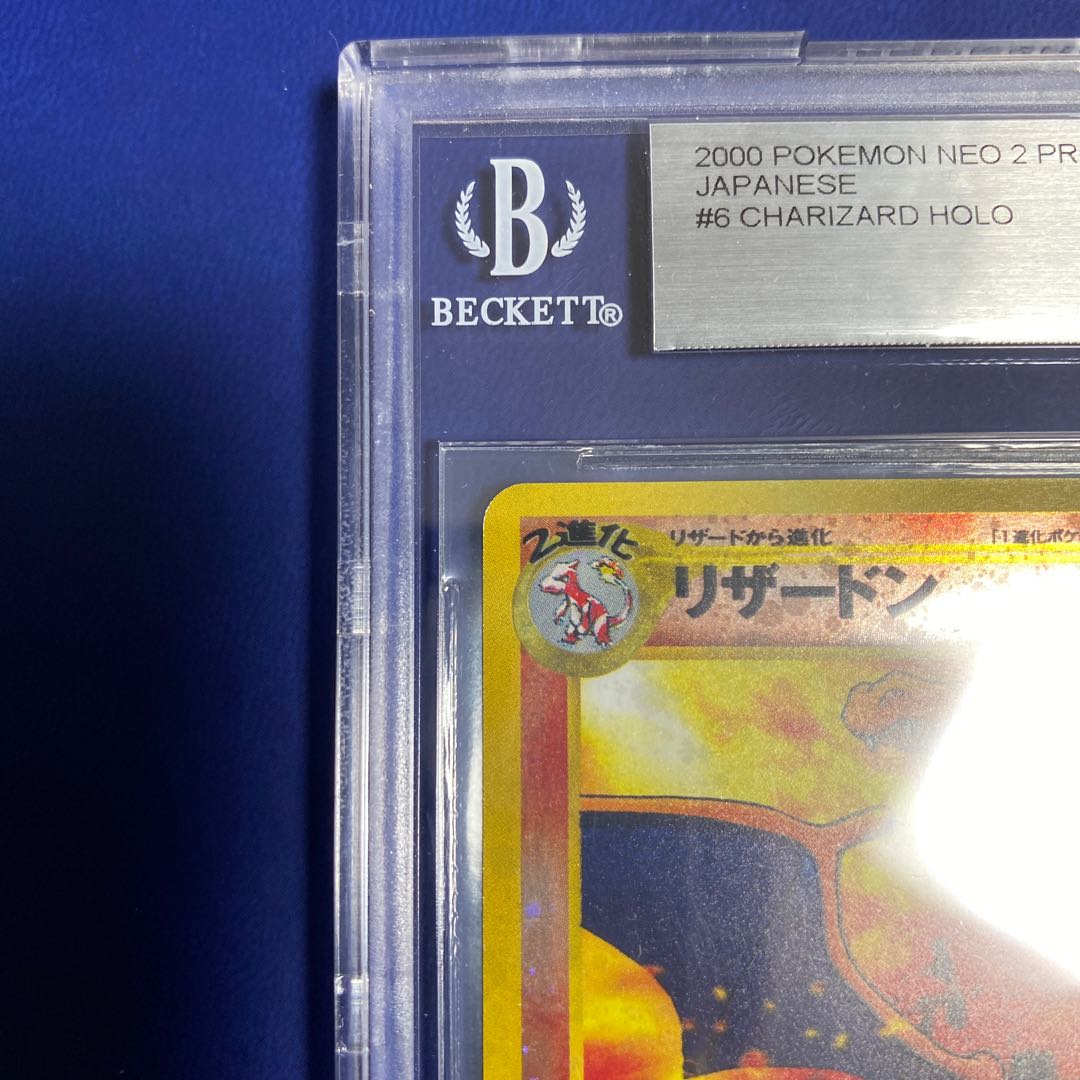 B
BECKETT®
2000 POKEMON NEO 2 PR
JAPANESE
#6 CHARIZARD HOLO
2進化
リザードから進化
「1進化ポケ
リザードン